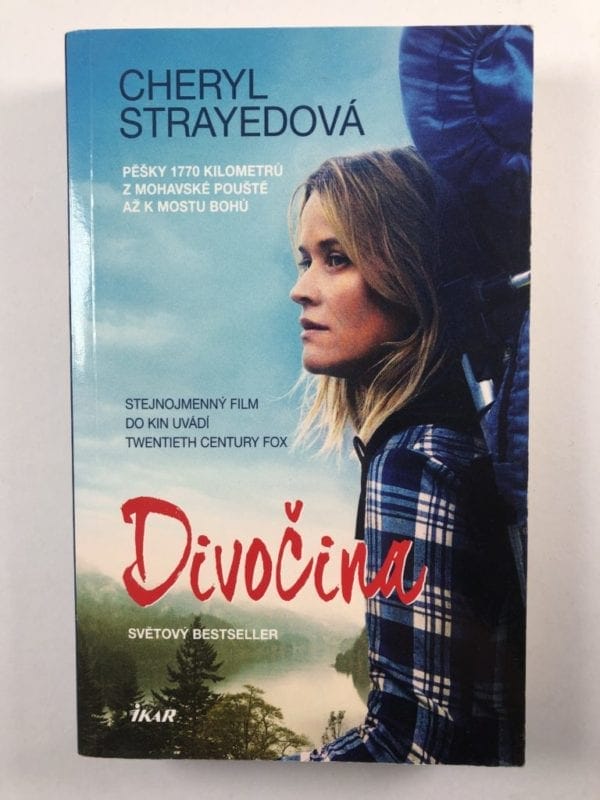 CHERYL
STRAYEDOVÁ
PĚŠKY 1770 KILOMETRŮ
Z MOHAVSKÉ POUŠTĚ
AŽ K MOSTU BOHŮ
STEJNOJMENNÝ FILM
DO KIN UVÁDÍ
TWENTIETH CENTURY FOX
Divočina
SVĚTOVÝ BESTSELLER
IKAR